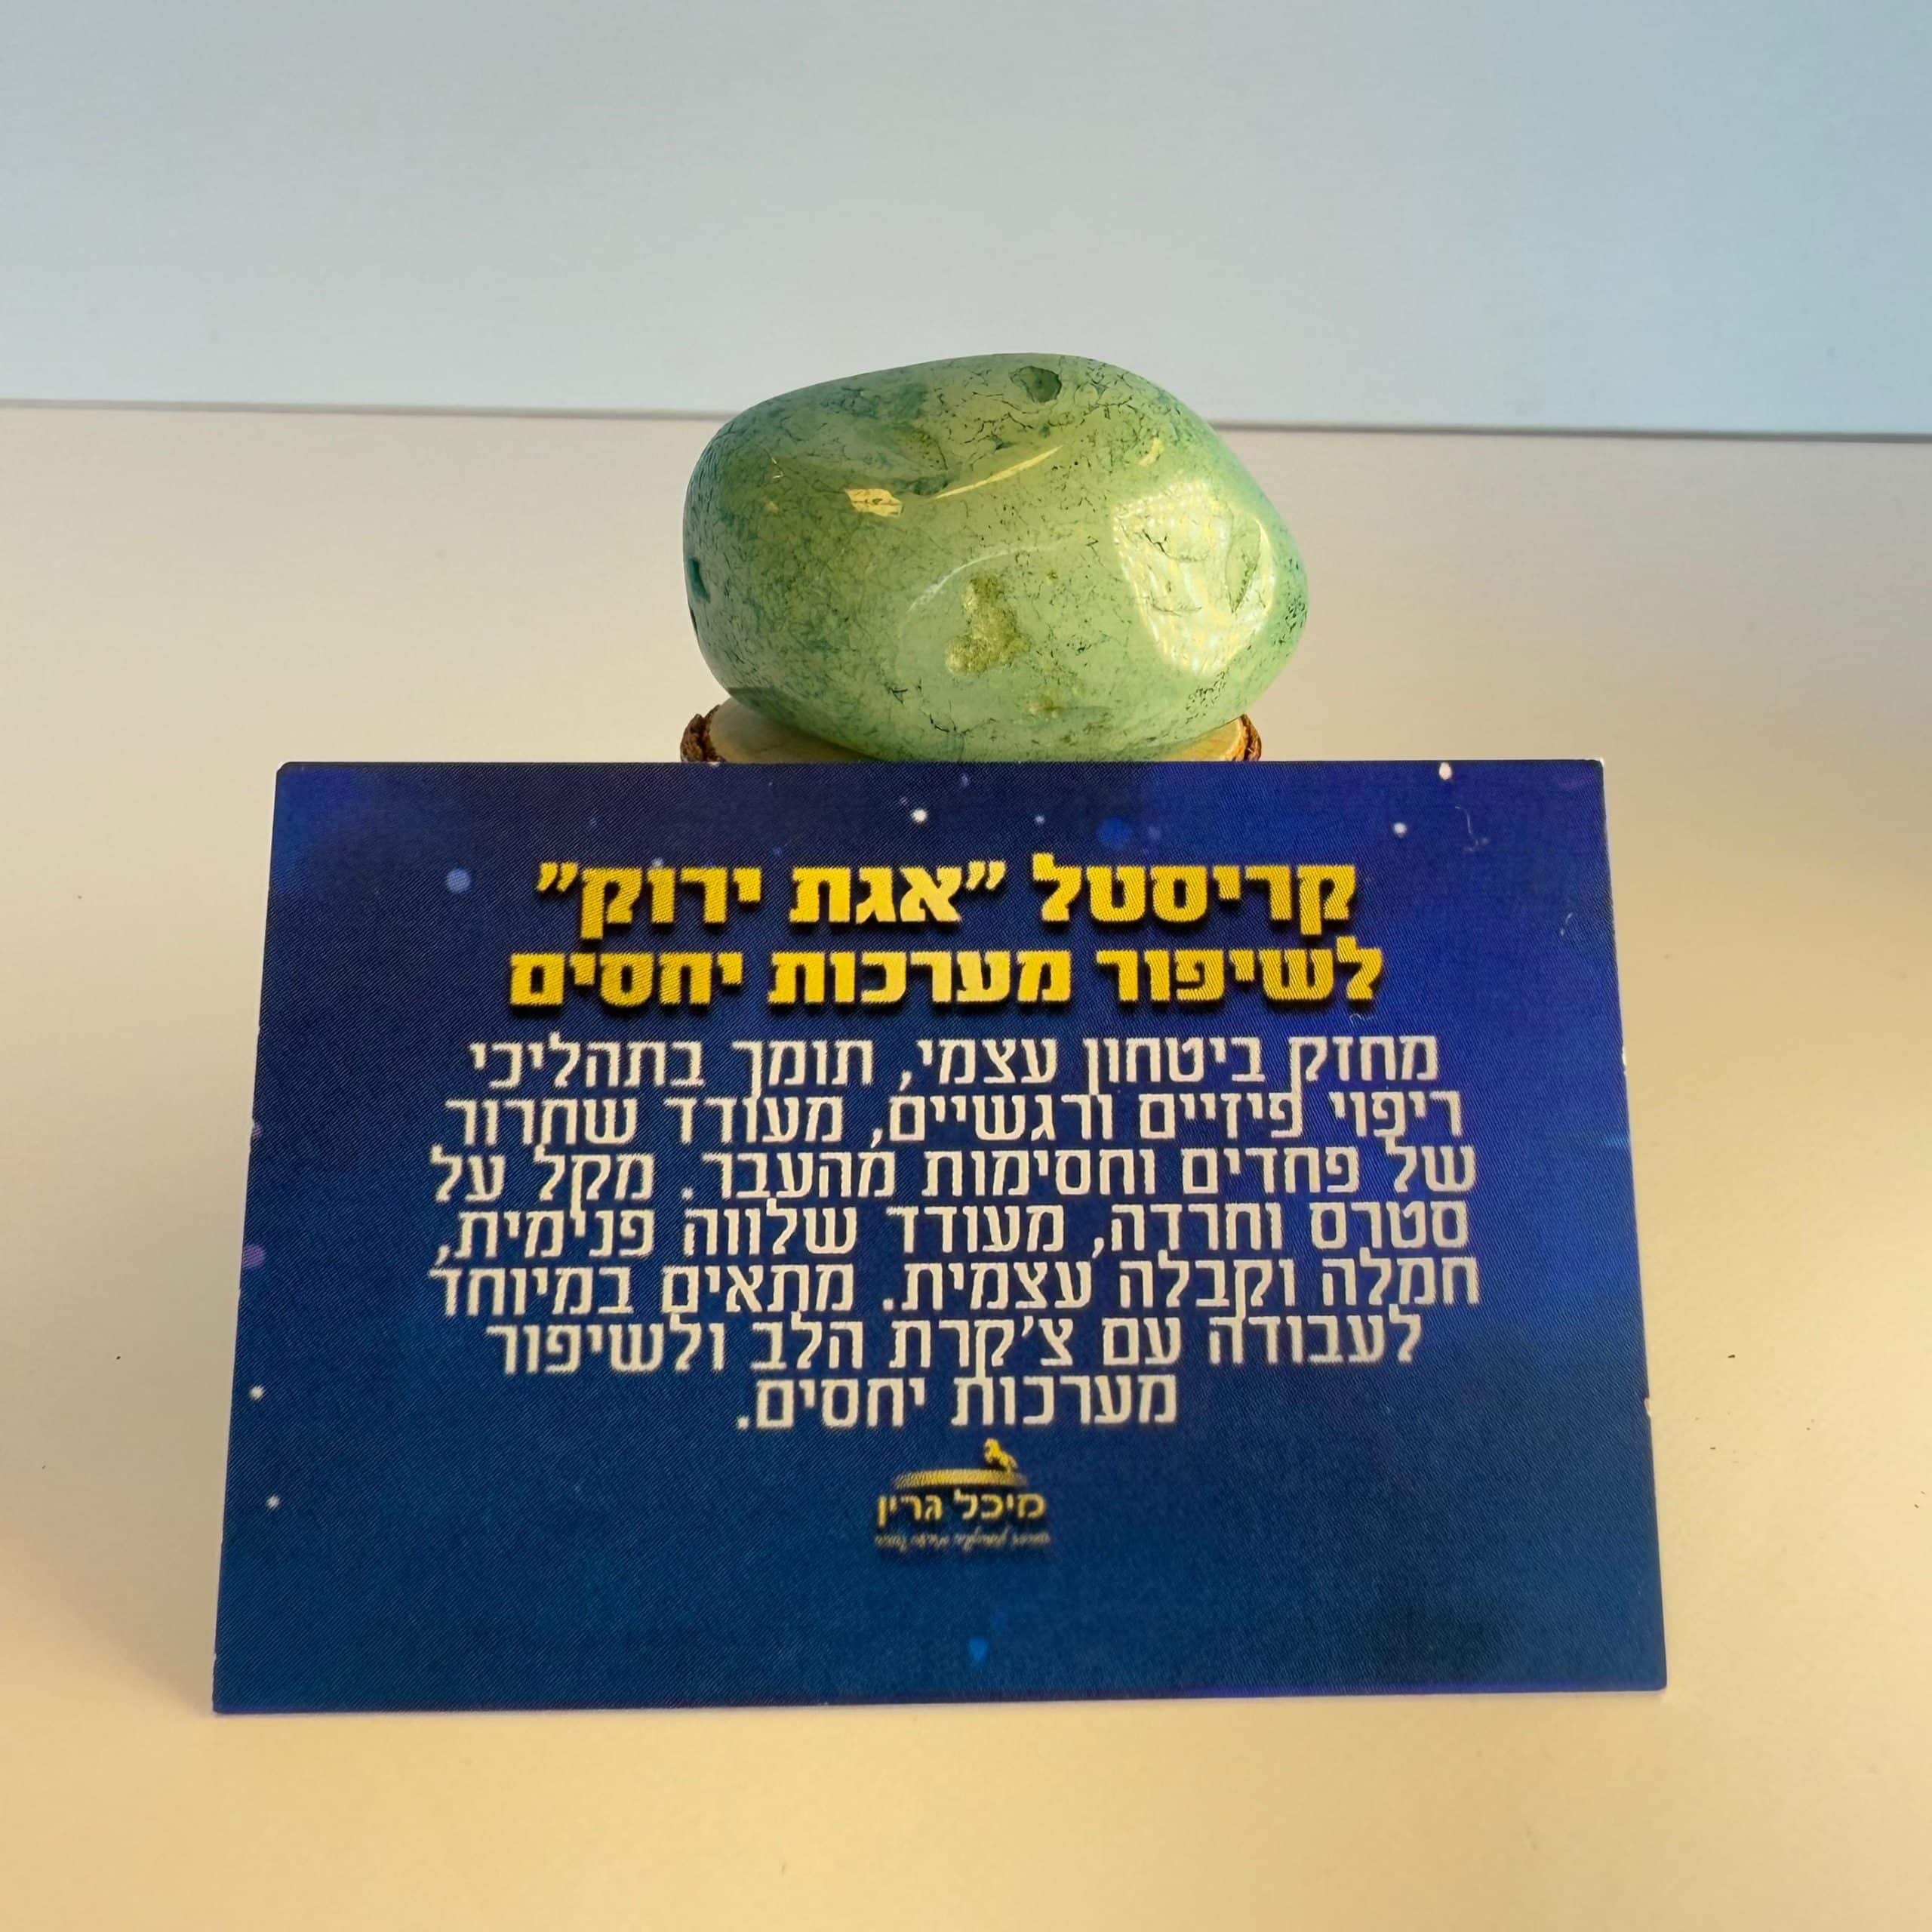 קריסטל "אגת ירוק"
לשיפור מערכות יחסים
מחזק ביטחון עצמי, תומך בתהליכי
ריפוי פיזיים ורגשיים, מעודד שחרור
של פחדים וחסימות מהעבר. מקל על
סטרס וחרדה, מעודד שלווה פנימית,
חמלה וקבלה עצמית. מתאים במיוחד
לעבודה עם צ'קרת הלב ולשיפור
מערכות יחסים.
מיכל גרין